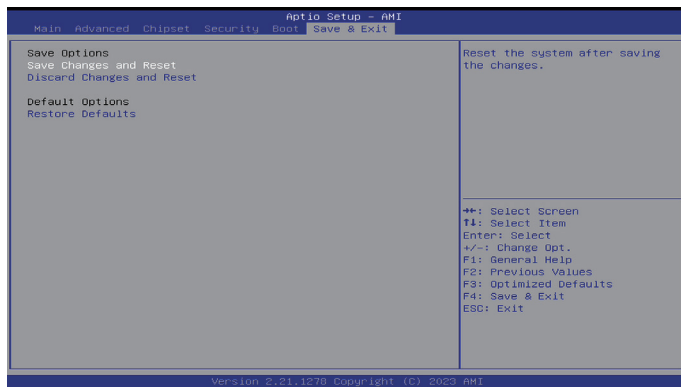 Aptio Setup – AMI
Main Advanced Chipset Security Boot Save & Exit
Save Options
Save Changes and Reset
Discard Changes and Reset
Default Options
Restore Defaults
Reset the system after saving
the changes.
→←: Select Screen
↑↓: Select Item
Enter: Select
+/-: Change Opt.
F1: General Help
F2: Previous Values
F3: Optimized Defaults
F4: Save & Exit
ESC: Exit
Version 2.21.1278 Copyright (C) 2023 AMI